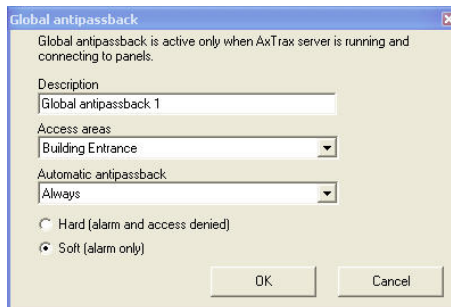 Global antipassback
Global antipassback is active only when AxTrax server is running and
connecting to panels.
Description
Global antipassback 1
Access areas
Building Entrance
Automatic antipassback
Always
Hard (alarm and access denied)
Soft (alarm only)
OK
Cancel